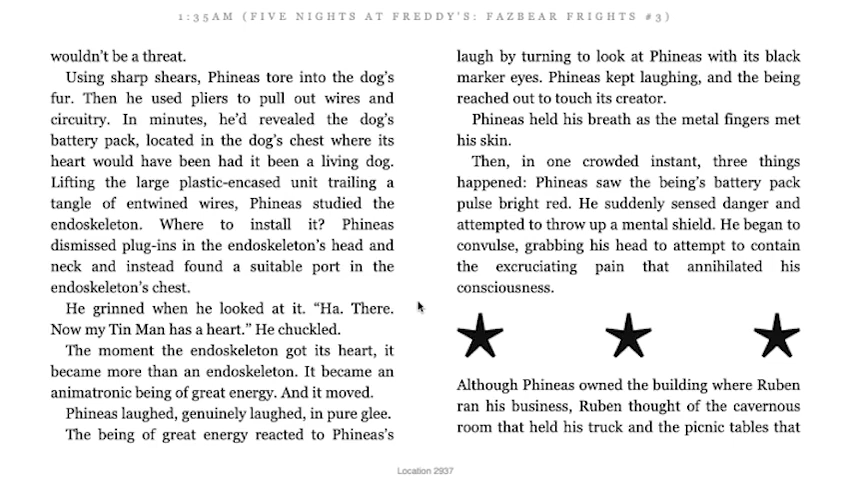 1:35AM (FIVE NIGHTS AT FREDDY'S: FAZBEAR FRIGHTS #3)
wouldn't be a threat.
Using sharp shears, Phineas tore into the dog's
fur. Then he used pliers to pull out wires and
circuitry. In minutes, he'd revealed the dog's
battery pack, located in the dog's chest where its
heart would have been had it been a living dog.
Lifting the large plastic-encased unit trailing a
tangle of entwined wires, Phineas studied the
endoskeleton. Where to install it? Phineas
dismissed plug-ins in the endoskeleton's head and
neck and instead found a suitable port in the
endoskeleton's chest.
He grinned when he looked at it. “Ha. There.
Now my Tin Man has a heart.” He chuckled.
The moment the endoskeleton got its heart, it
became more than an endoskeleton. It became an
animatronic being of great energy. And it moved.
Phineas laughed, genuinely laughed, in pure glee.
The being of great energy reacted to Phineas's
laugh by turning to look at Phineas with its black
marker eyes. Phineas kept laughing, and the being
reached out to touch its creator.
Phineas held his breath as the metal fingers met
his skin.
Then, in one crowded instant, three things
happened: Phineas saw the being's battery pack
pulse bright red. He suddenly sensed danger and
attempted to throw up a mental shield. He began to
convulse, grabbing his head to attempt to contain
the excruciating pain that annihilated his
consciousness.
Although Phineas owned the building where Ruben
ran his business, Ruben thought of the cavernous
room that held his truck and the picnic tables that
Location 2937